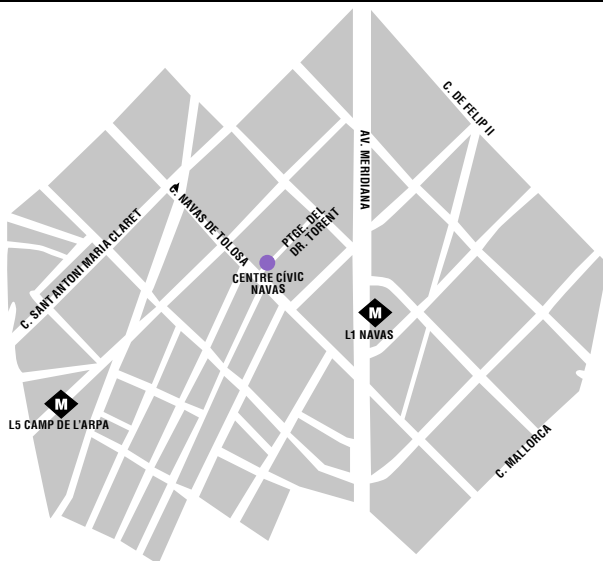 C. DE FELIP II
AV. MERIDIANA
C. NAVAS DE TOLOSA
PTGE. DEL
DR. TORENT
C. SANT ANTONI MARIA CLARET
CENTRE CÍVIC
NAVAS
M
L1 NAVAS
M
L5 CAMP DE L'ARPA
C. MALLORCA